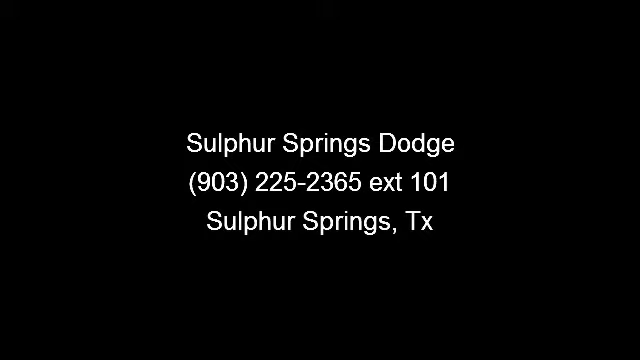 Sulphur Springs Dodge
(903) 225-2365 ext 101
Sulphur Springs, Tx